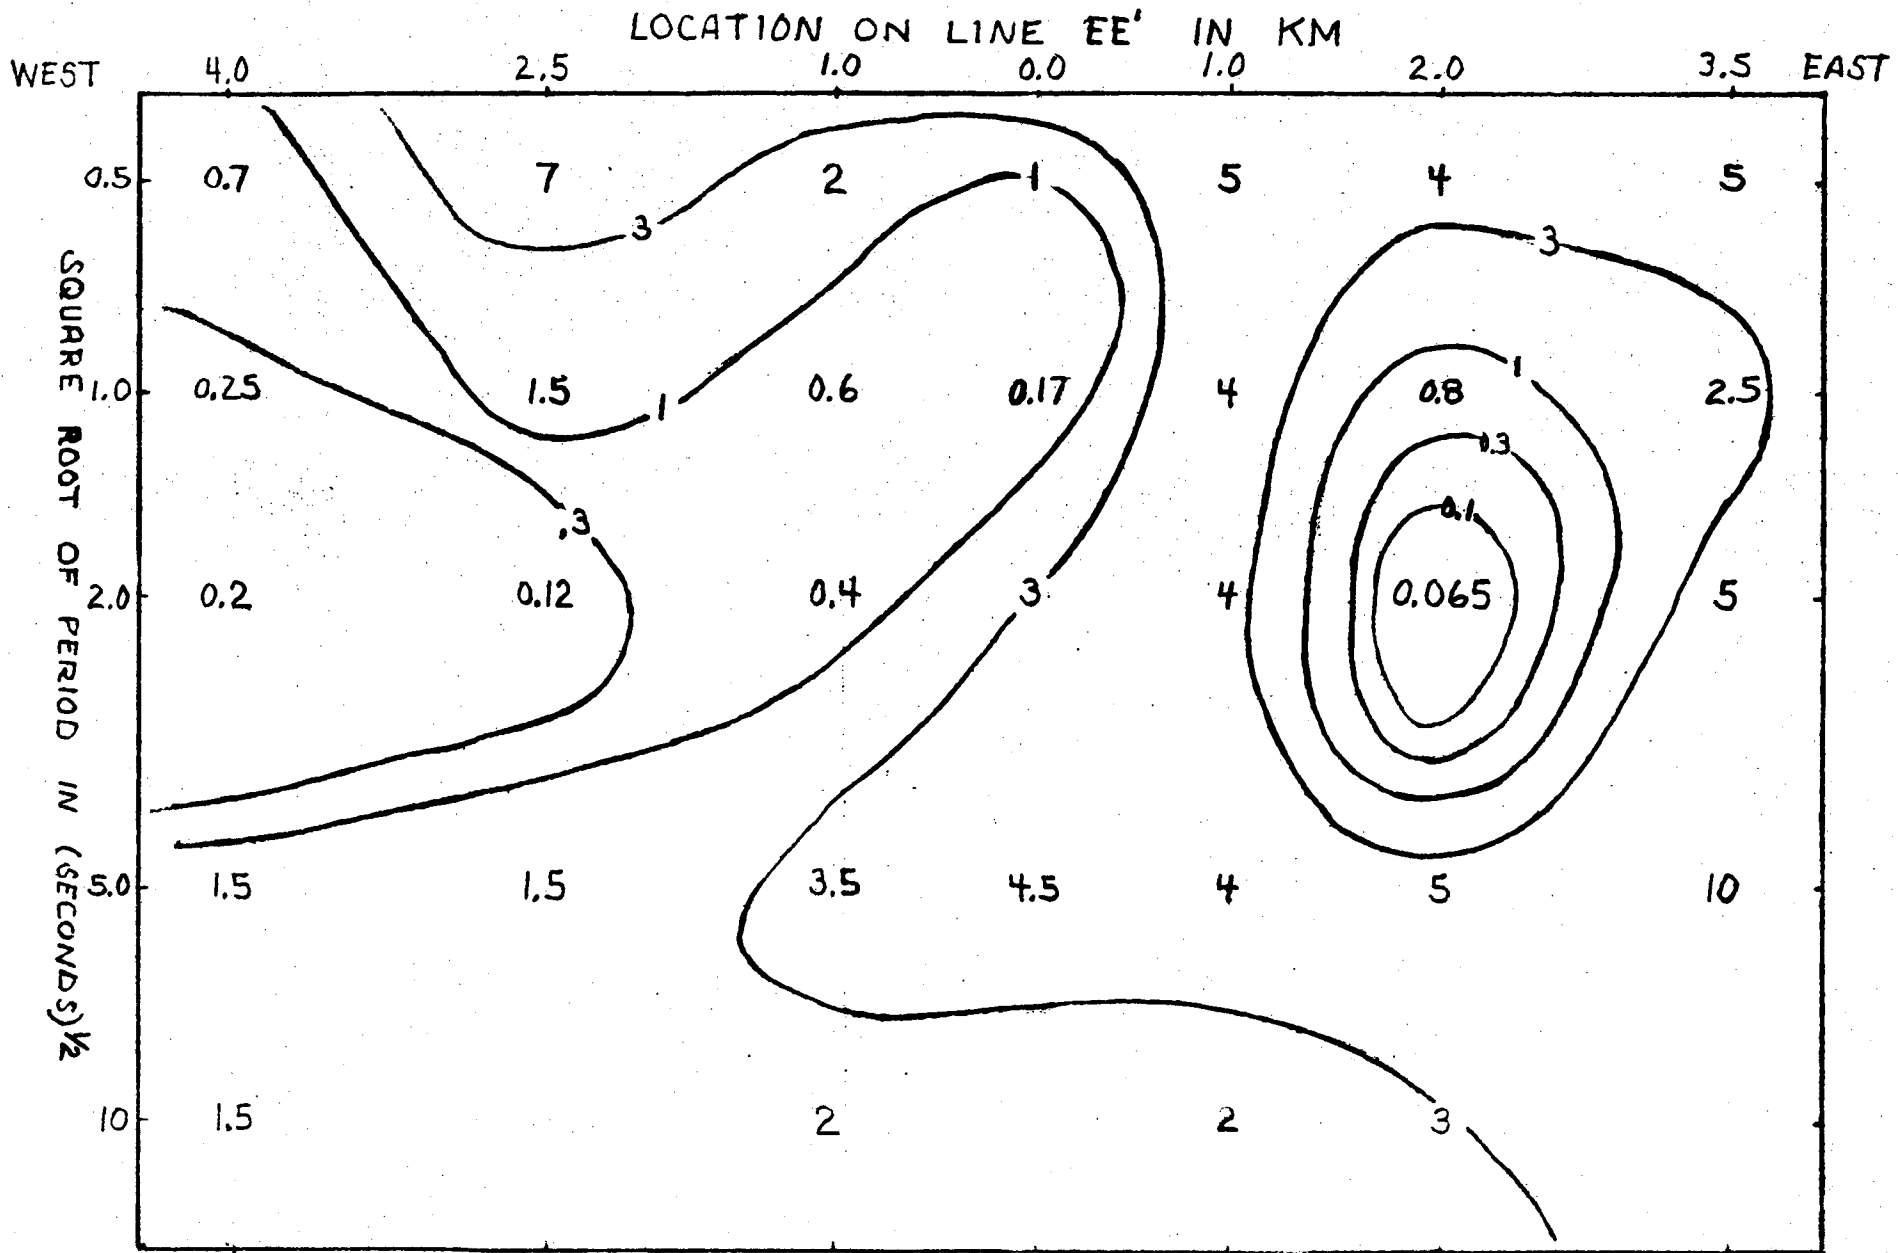 LOCATION ON LINE EE' IN KM
WEST 4.0 2.5 1.0 0.0 1.0 2.0 3.5 EAST
0.5 0.7 7 2 1 5 4 5
3 3
1
1.0 0.25 1.5 0.6 0.17 4 0.8 2.5
1
0.3
0.1
.3
2.0 0.2 0.12 0.4 3 4 0.065 5
5.0 1.5 1.5 3.5 4.5 4 5 10
10 1.5 2 2 3
SQUARE ROOT OF PERIOD IN (SECONDS)½